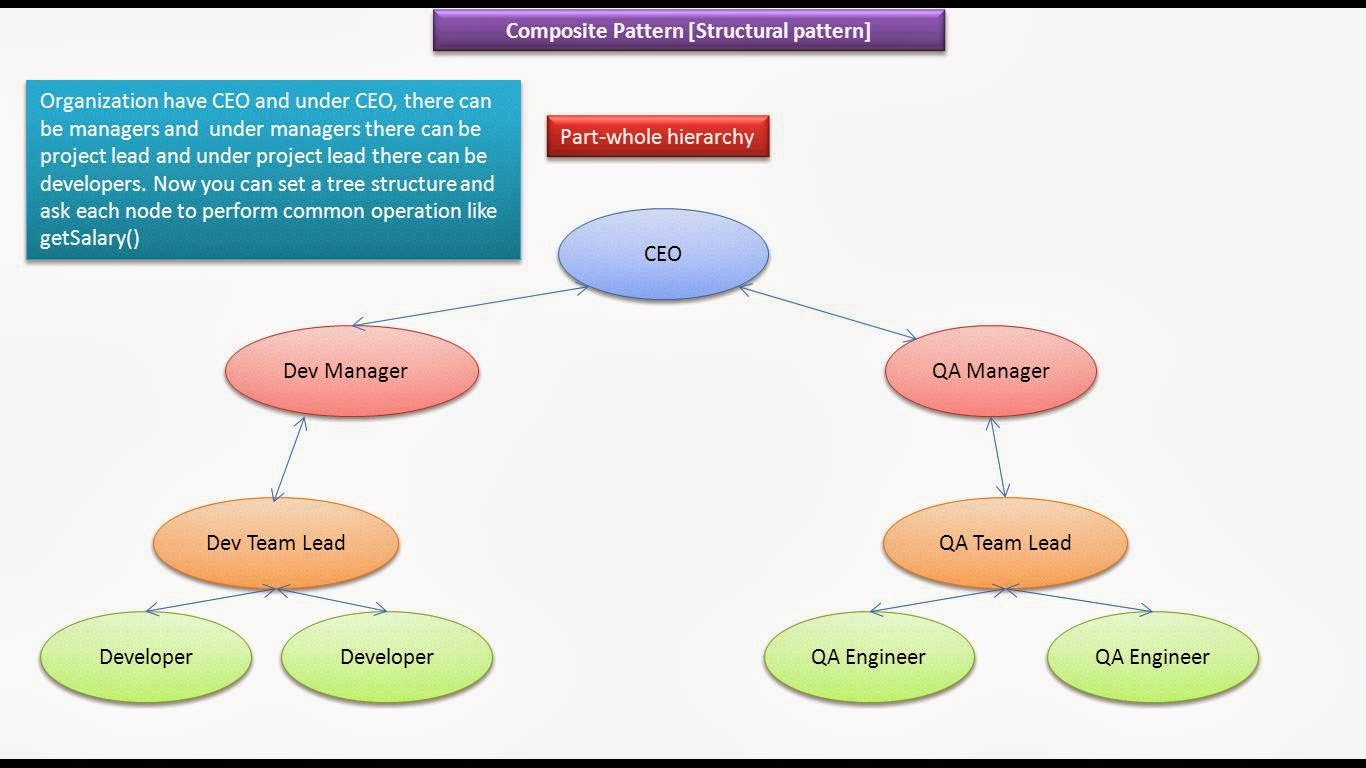 Composite Pattern [Structural pattern]
Organization have CEO and under CEO, there can
be managers and under managers there can be
project lead and under project lead there can be
developers. Now you can set a tree structure and
ask each node to perform common operation like
getSalary()
Part-whole hierarchy
CEO
Dev Manager
QA Manager
Dev Team Lead
QA Team Lead
Developer
Developer
QA Engineer
QA Engineer